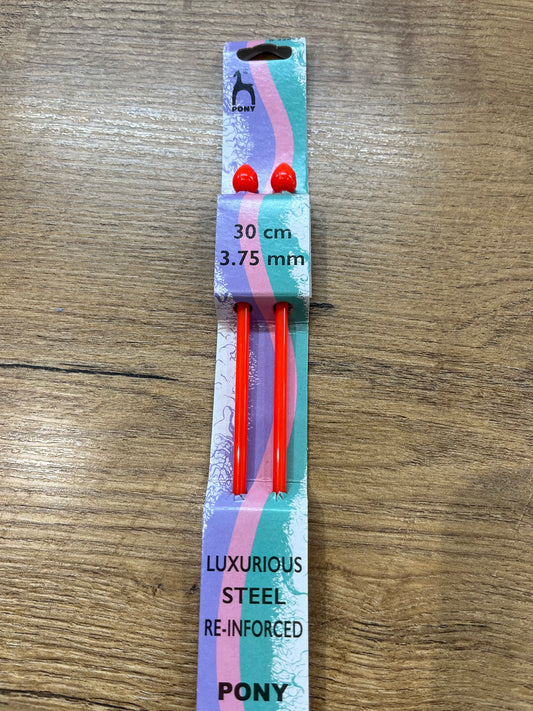 PONY
30 cm
3.75 mm
LUXURIOUS
STEEL
RE-INFORCED
PONY